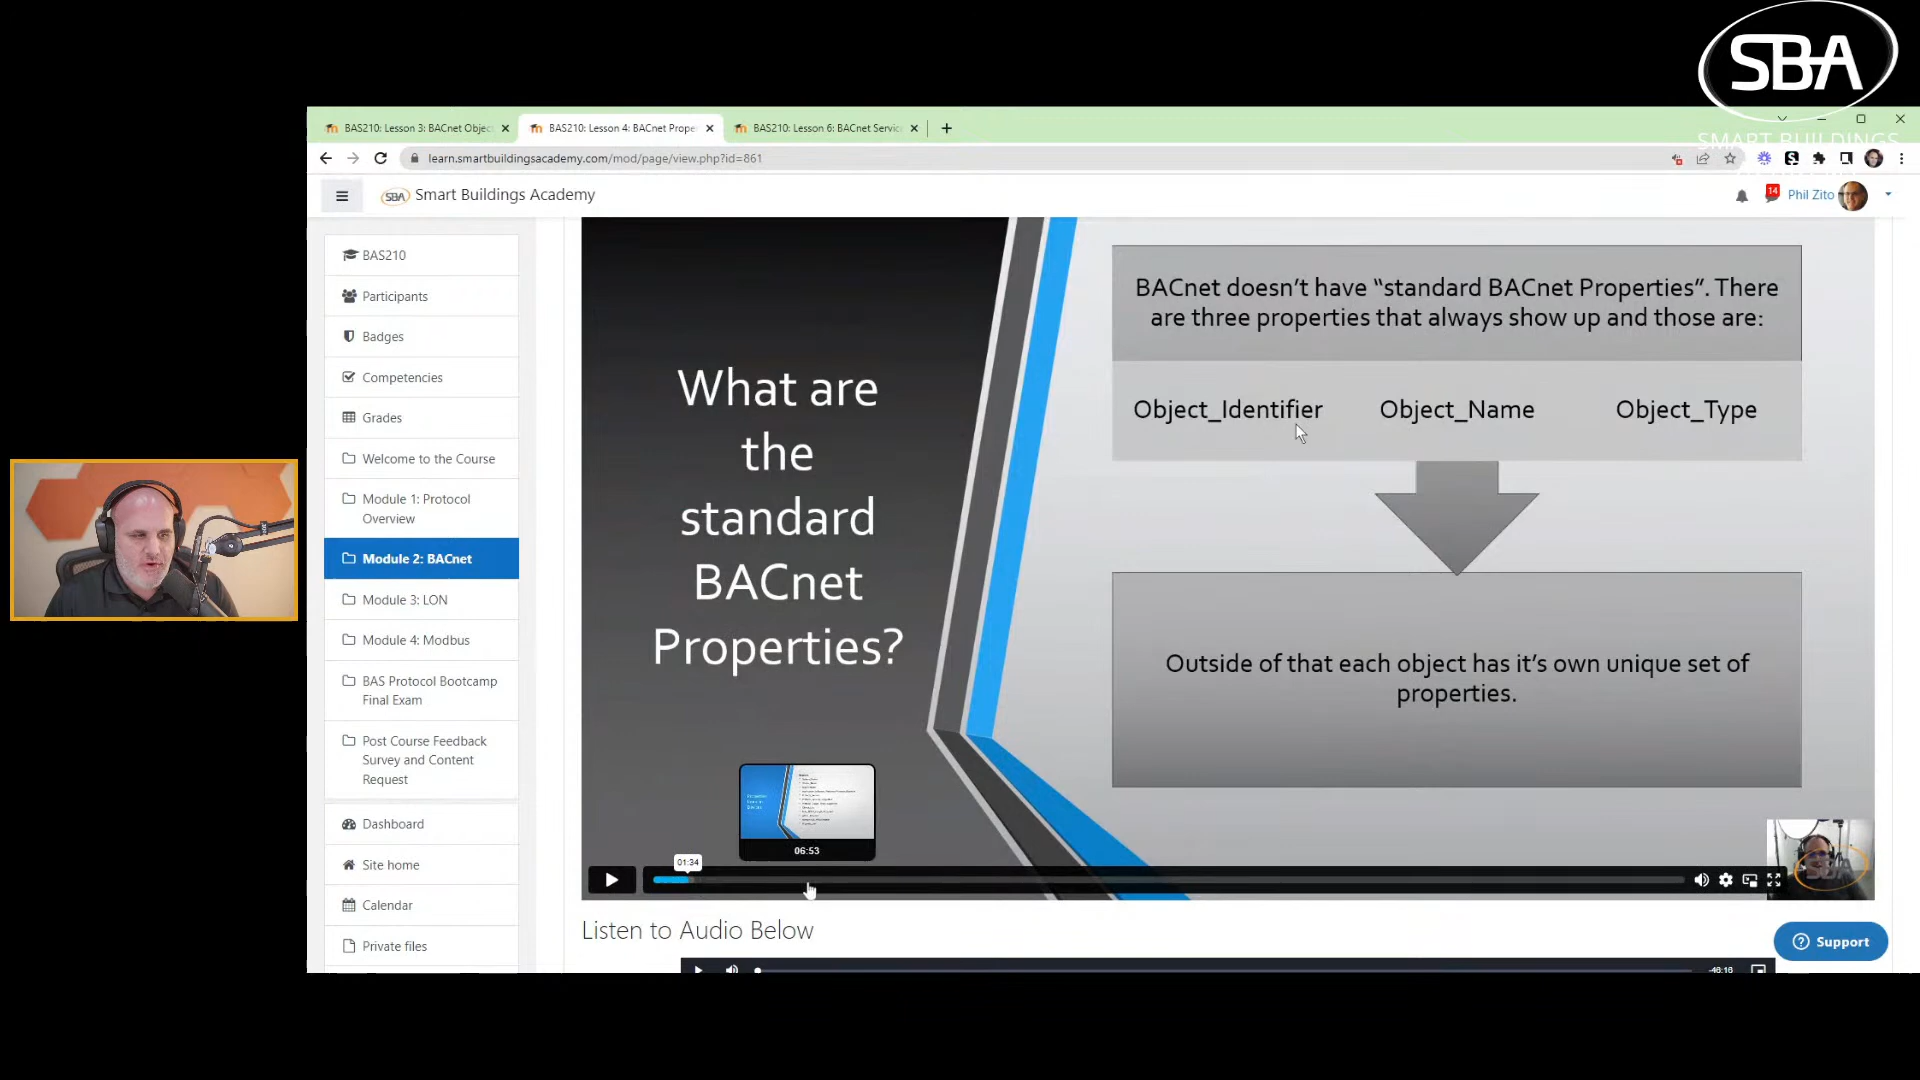 SBA
SMART BUILDINGS
BAS210: Lesson 3: BACnet Objec
BAS210: Lesson 4: BACnet Prope
BAS210: Lesson 6: BACnet Servic
learn.smartbuildingsacademy.com/mod/page/view.php?id=861
SBA Smart Buildings Academy
14
Phil Zito
BAS210
Participants
Badges
Competencies
Grades
Welcome to the Course
Module 1: Protocol
Overview
Module 2: BACnet
Module 3: LON
Module 4: Modbus
BAS Protocol Bootcamp
Final Exam
Post Course Feedback
Survey and Content
Request
Dashboard
Site home
Calendar
Private files
What are
the
standard
BACnet
Properties?
BACnet doesn't have “standard BACnet Properties”. There
are three properties that always show up and those are:
Object_Identifier Object_Name Object_Type
Outside of that each object has it's own unique set of
properties.
06:53
01:34
Listen to Audio Below
Support